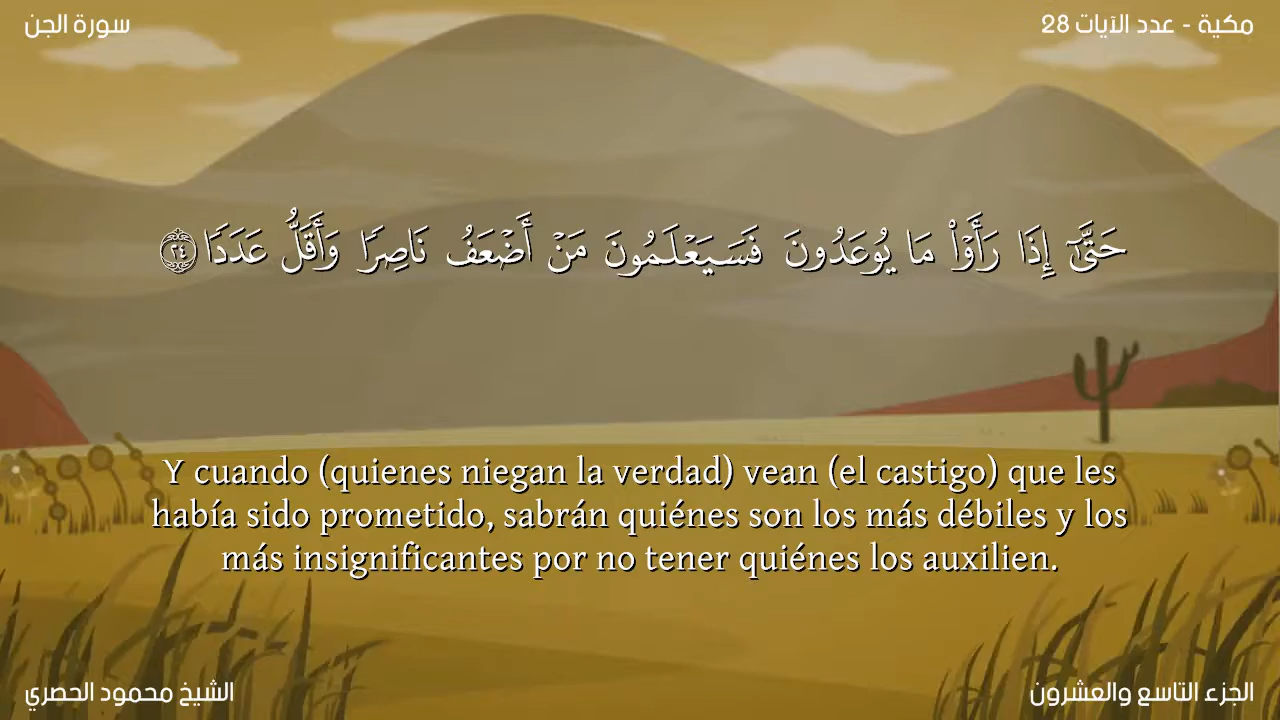 سورة الجن
مكية - عدد الآيات 28
حَتَّىٰٓ إِذَا رَأَوْا۟ مَا يُوعَدُونَ فَسَيَعْلَمُونَ مَنْ أَضْعَفُ نَاصِرًا وَأَقَلُّ عَدَدًا ٢٤
Y cuando (quienes niegan la verdad) vean (el castigo) que les
había sido prometido, sabrán quiénes son los más débiles y los
más insignificantes por no tener quiénes los auxilien.
الشيخ محمود الحصري
الجزء التاسع والعشرون